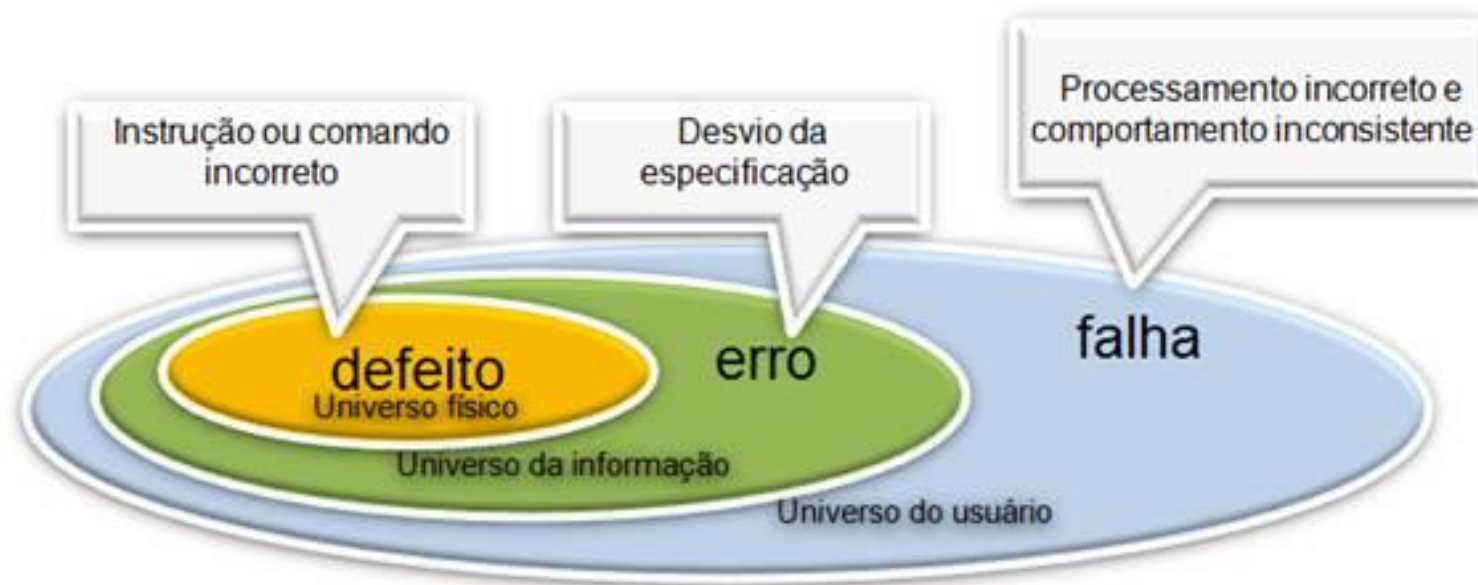 Instrução ou comando
incorreto
Desvio da
especificação
Processamento incorreto e
comportamento inconsistente
defeito
Universo físico
erro
Universo da informação
falha
Universo do usuário